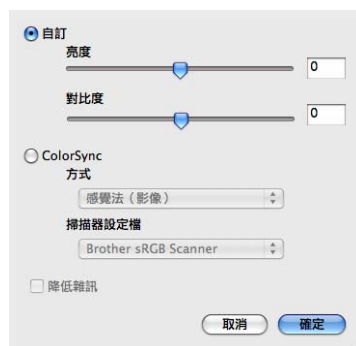 自訂
亮度
0
對比度
0
ColorSync
方式
感覺法（影像）
掃描器設定檔
Brother sRGB Scanner
降低雜訊
取消 確定